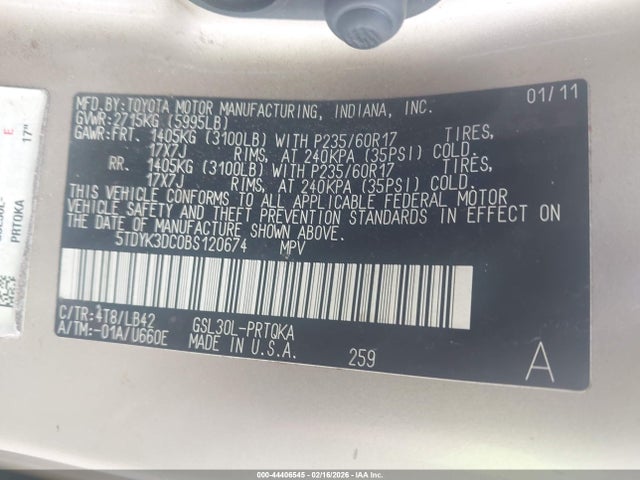 MFD.BY:TOYOTA MOTOR MANUFACTURING, INDIANA, INC. 01/11
GVWR:2715KG (5995LB)
GAWR:FRT. 1405KG (3100LB) WITH P235/60R17 TIRES,
17X7J RIMS, AT 240KPA (35PSI) COLD.
RR. 1405KG (3100LB) WITH P235/60R17 TIRES,
17X7J RIMS, AT 240KPA (35PSI) COLD.
THIS VEHICLE CONFORMS TO ALL APPLICABLE FEDERAL MOTOR
VEHICLE SAFETY AND THEFT PREVENTION STANDARDS IN EFFECT ON
THE DATE OF MANUFACTURE SHOWN ABOVE.
5TDYK3DC0BS120674 MPV
C/TR:4T8/LB42 GSL30L-PRTQKA
A/TM:-01A/U660E MADE IN U.S.A. 259 A
E
17"
GSL30L-
PRTQKA
000-44406545 - 02/16/2026 - IAA Inc.